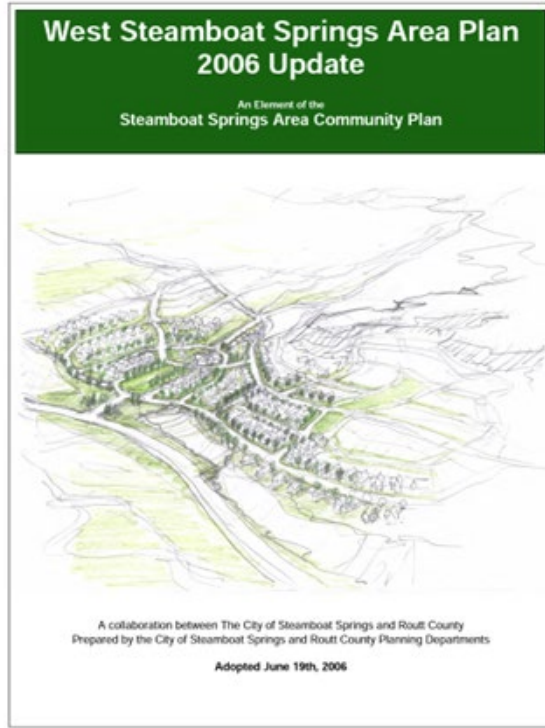 West Steamboat Springs Area Plan
2006 Update
An Element of the
Steamboat Springs Area Community Plan
A collaboration between The City of Steamboat Springs and Routt County
Prepared by the City of Steamboat Springs and Routt County Planning Departments
Adopted June 19th, 2006